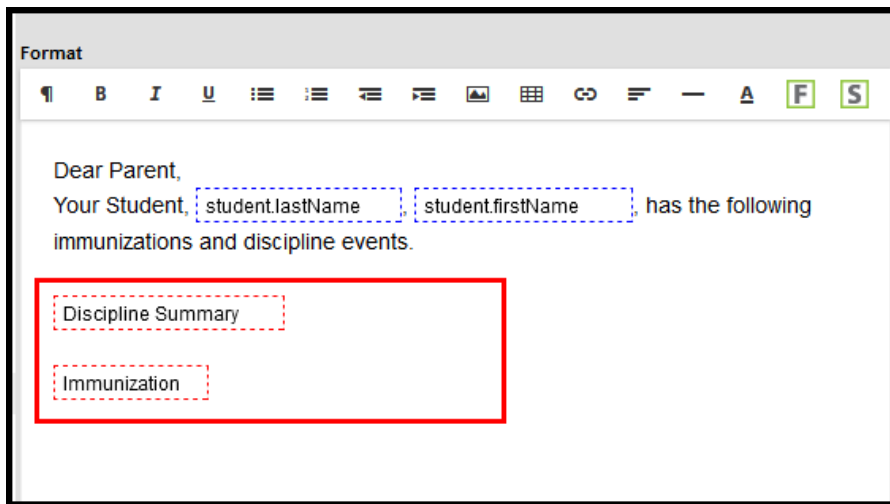 Format
¶ B I U A F S
Dear Parent,
Your Student, student.lastName , student.firstName , has the following
immunizations and discipline events.
Discipline Summary
Immunization